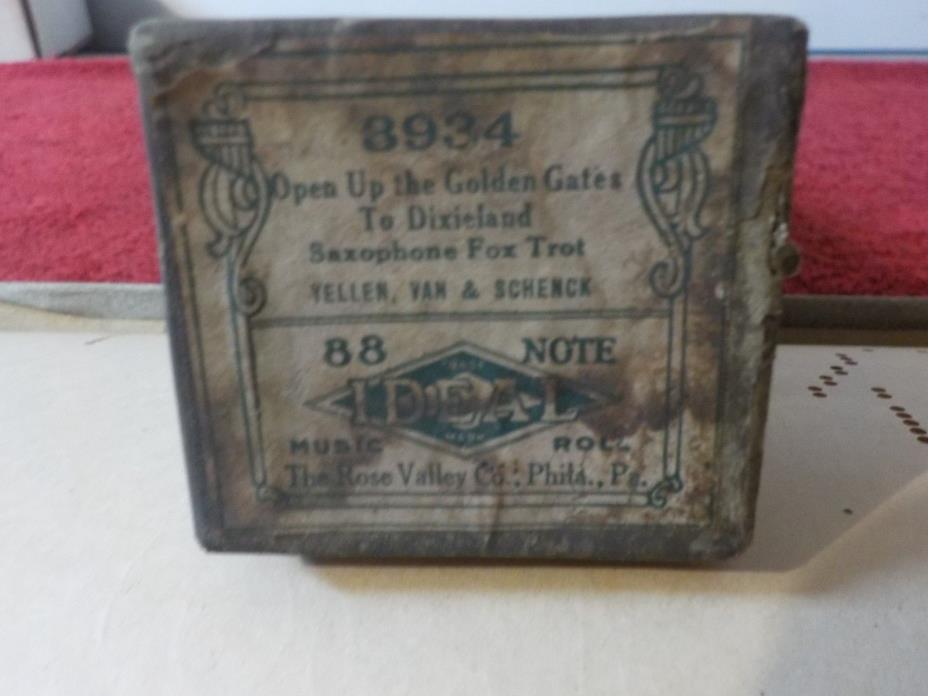 8934
Open Up the Golden Gates
To Dixieland
Saxophone Fox Trot
YELLEN, VAN & SCHENCK
88 NOTE
IDEAL
MARK
MUSIC ROLL
The Rose Valley Co., Phila., Pa.